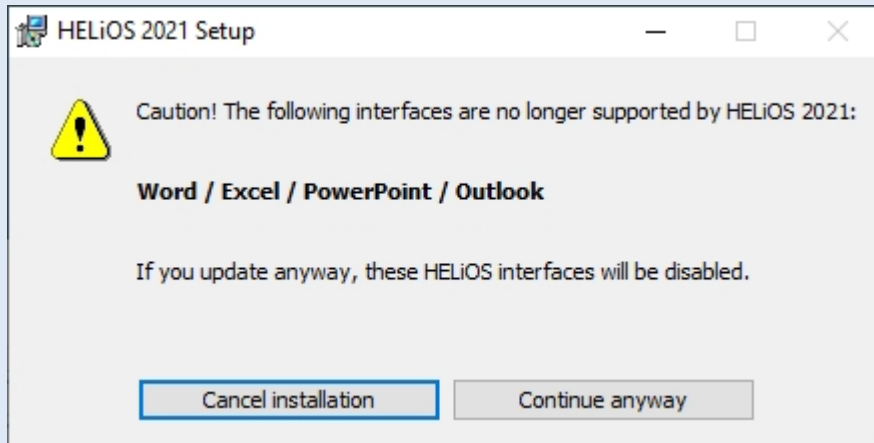 HELiOS 2021 Setup
Caution! The following interfaces are no longer supported by HELiOS 2021:
Word / Excel / PowerPoint / Outlook
If you update anyway, these HELiOS interfaces will be disabled.
Cancel installation
Continue anyway